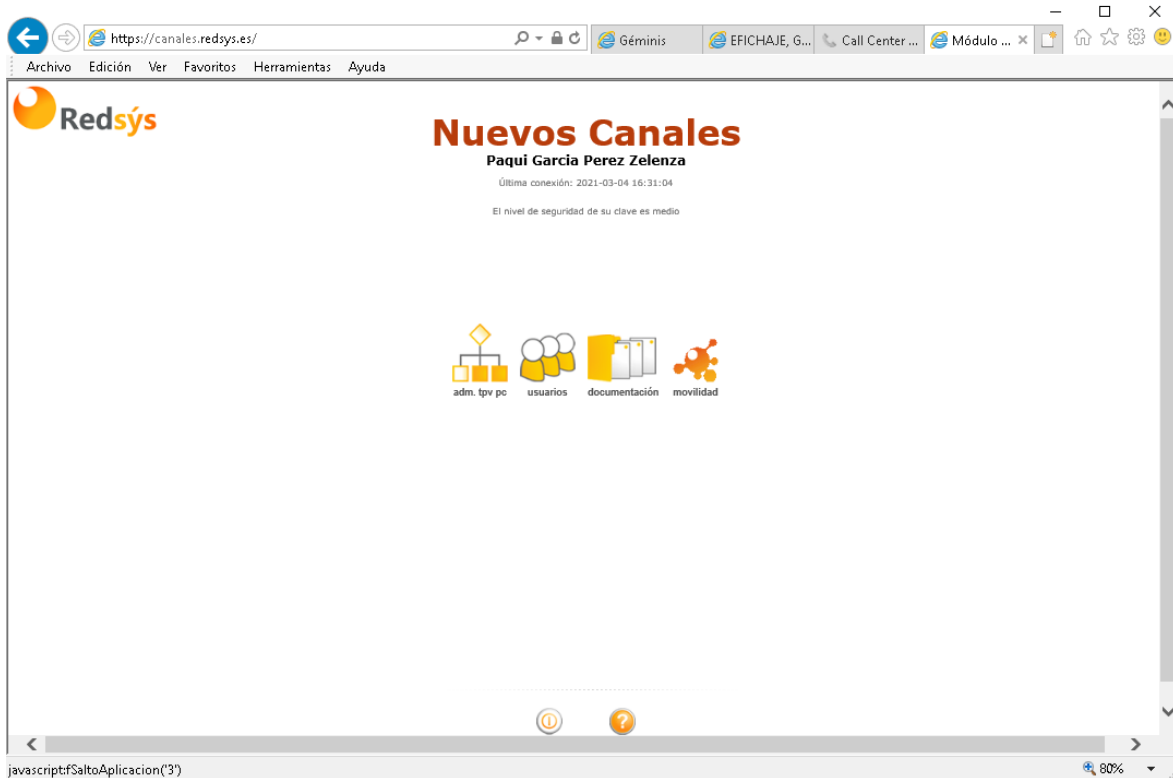 https://canales.redsys.es/
Géminis
EFICHAJE, G...
Call Center ...
Módulo ...
Archivo Edición Ver Favoritos Herramientas Ayuda
Redsýs
Nuevos Canales
Paqui Garcia Perez Zelenza
Última conexión: 2021-03-04 16:31:04
El nivel de seguridad de su clave es medio
adm. tpv pc usuarios documentación movilidad
javascript:fSaltoAplicacion('3')
80%